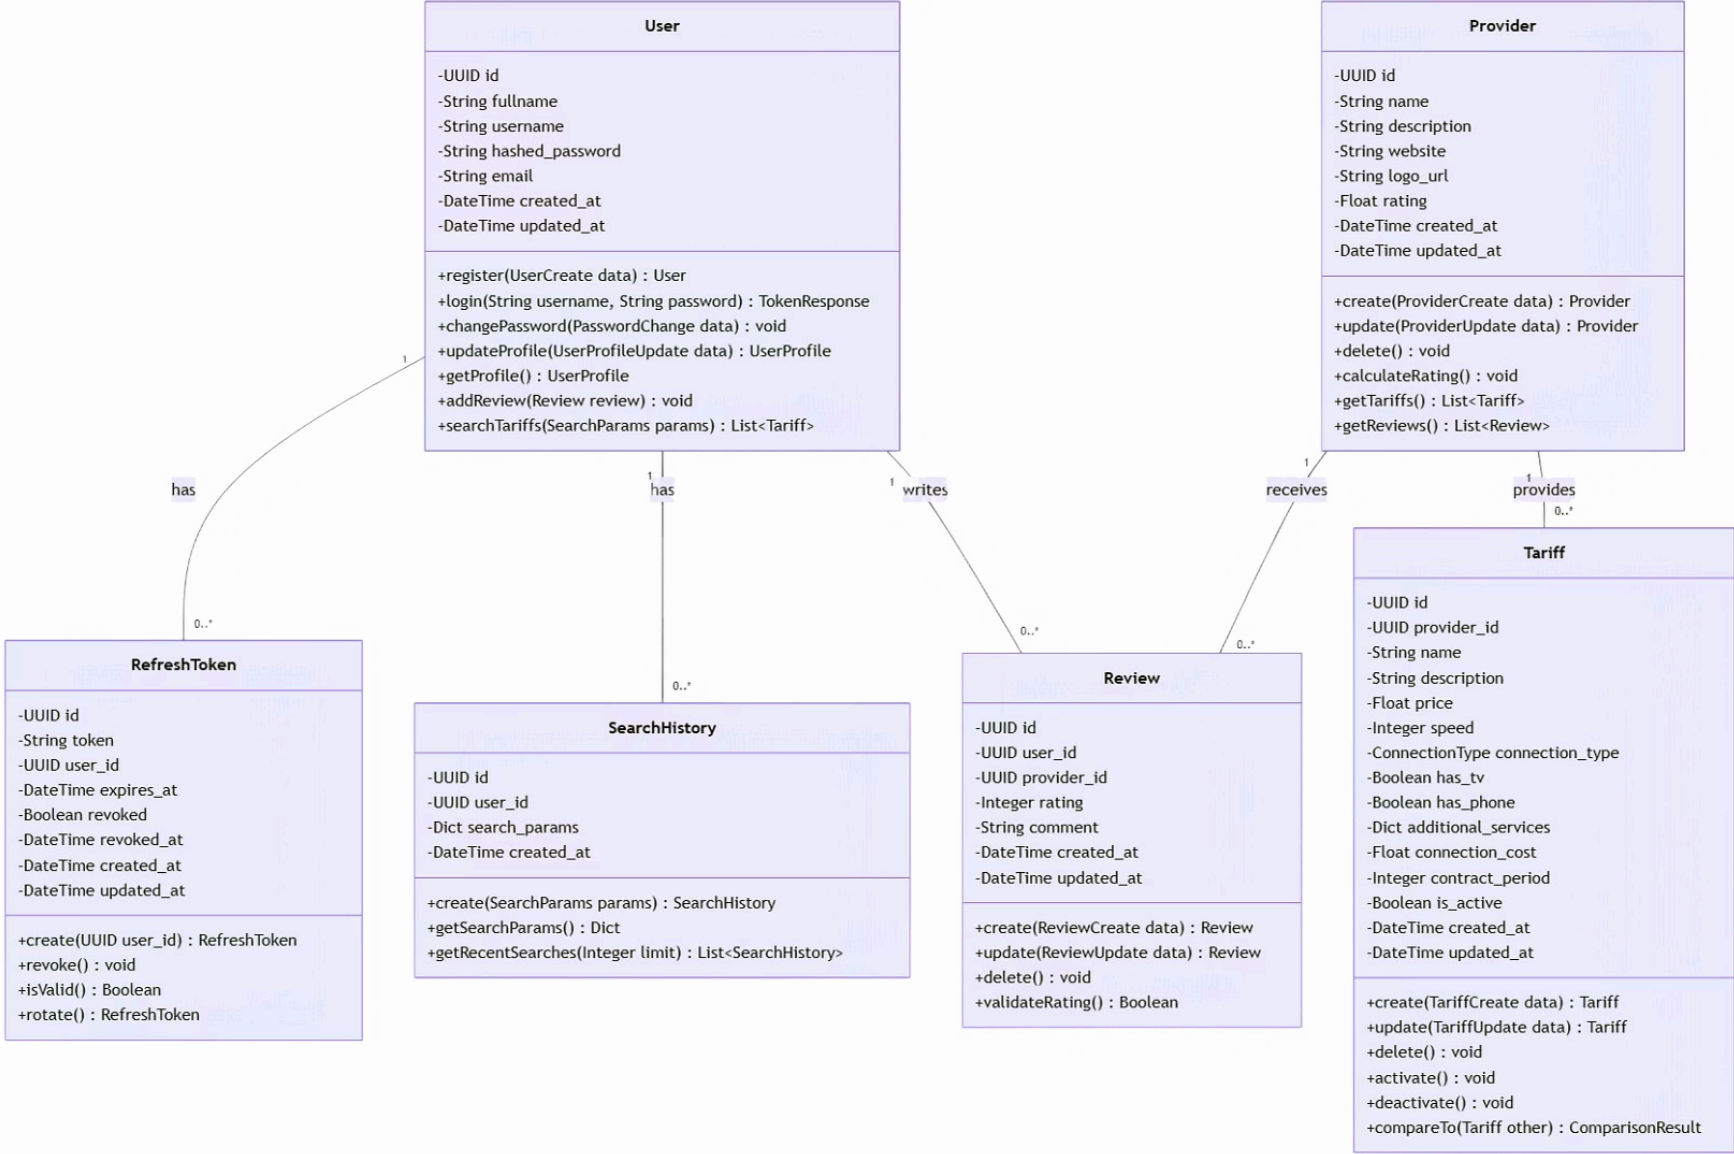 User
-UUID id
-String fullname
-String username
-String hashed_password
-String email
-DateTime created_at
-DateTime updated_at
+register(UserCreate data) : User
+login(String username, String password) : TokenResponse
+changePassword(PasswordChange data) : void
+updateProfile(UserProfileUpdate data) : UserProfile
+getProfile() : UserProfile
+addReview(Review review) : void
+searchTariffs(SearchParams params) : List<Tariff>
Provider
-UUID id
-String name
-String description
-String website
-String logo_url
-Float rating
-DateTime created_at
-DateTime updated_at
+create(ProviderCreate data) : Provider
+update(ProviderUpdate data) : Provider
+delete() : void
+calculateRating() : void
+getTariffs() : List<Tariff>
+getReviews() : List<Review>
1
has
0..*
1
has
0..*
1
writes
0..*
1
receives
0..*
1
provides
0..*
RefreshToken
-UUID id
-String token
-UUID user_id
-DateTime expires_at
-Boolean revoked
-DateTime revoked_at
-DateTime created_at
-DateTime updated_at
+create(UUID user_id) : RefreshToken
+revoke() : void
+isValid() : Boolean
+rotate() : RefreshToken
SearchHistory
-UUID id
-UUID user_id
-Dict search_params
-DateTime created_at
+create(SearchParams params) : SearchHistory
+getSearchParams() : Dict
+getRecentSearches(Integer limit) : List<SearchHistory>
Review
-UUID id
-UUID user_id
-UUID provider_id
-Integer rating
-String comment
-DateTime created_at
-DateTime updated_at
+create(ReviewCreate data) : Review
+update(ReviewUpdate data) : Review
+delete() : void
+validateRating() : Boolean
Tariff
-UUID id
-UUID provider_id
-String name
-String description
-Float price
-Integer speed
-ConnectionType connection_type
-Boolean has_tv
-Boolean has_phone
-Dict additional_services
-Float connection_cost
-Integer contract_period
-Boolean is_active
-DateTime created_at
-DateTime updated_at
+create(TariffCreate data) : Tariff
+update(TariffUpdate data) : Tariff
+delete() : void
+activate() : void
+deactivate() : void
+compareTo(Tariff other) : ComparisonResult